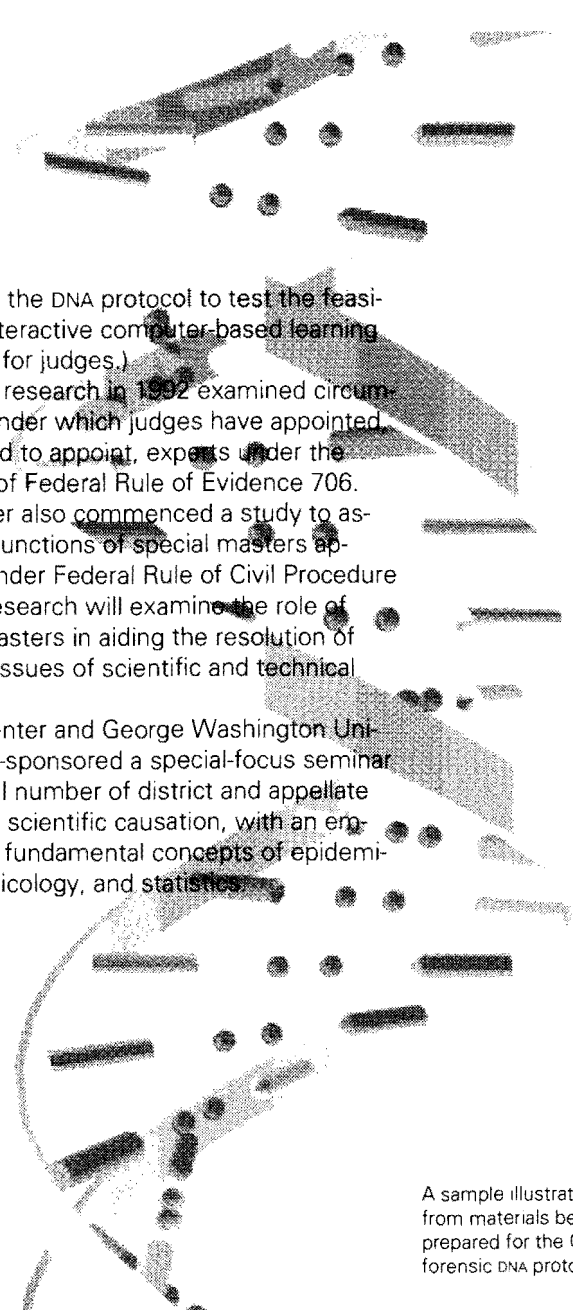 the DNA protocol to test the feasi-
nteractive computer-based learning
for judges.)
research in 1992 examined circum-
nder which judges have appointed,
d to appoint, experts under the
of Federal Rule of Evidence 706.
er also commenced a study to as-
unctions of special masters ap-
nder Federal Rule of Civil Procedure
esearch will examine the role of
asters in aiding the resolution of
ssues of scientific and technical
nter and George Washington Uni-
-sponsored a special-focus seminar
l number of district and appellate
scientific causation, with an em-
fundamental concepts of epidemi-
icology, and statistics.
A sample illustrat
from materials be
prepared for the
forensic DNA proto